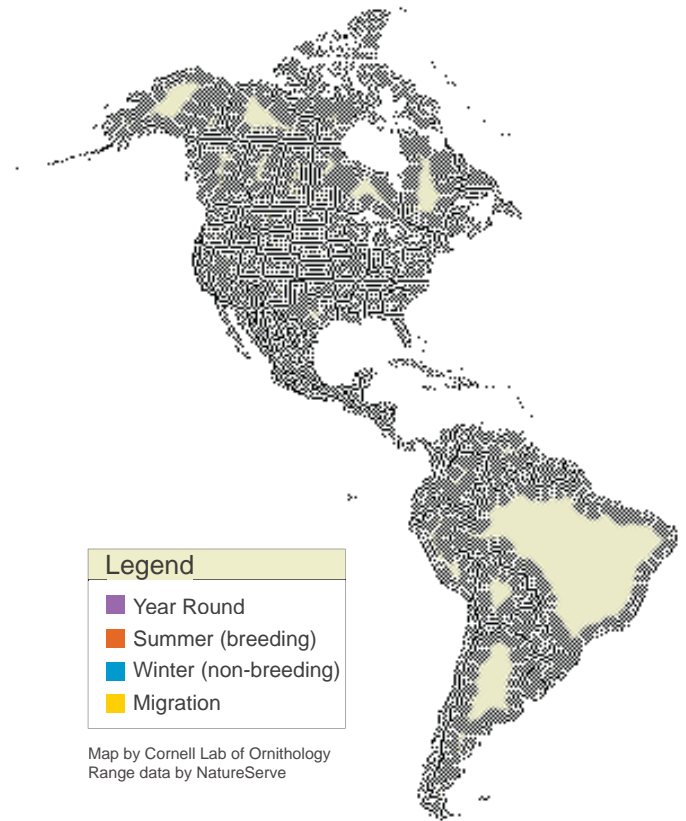 Legend
Year Round
Summer (breeding)
Winter (non-breeding)
Migration
Map by Cornell Lab of Ornithology
Range data by NatureServe